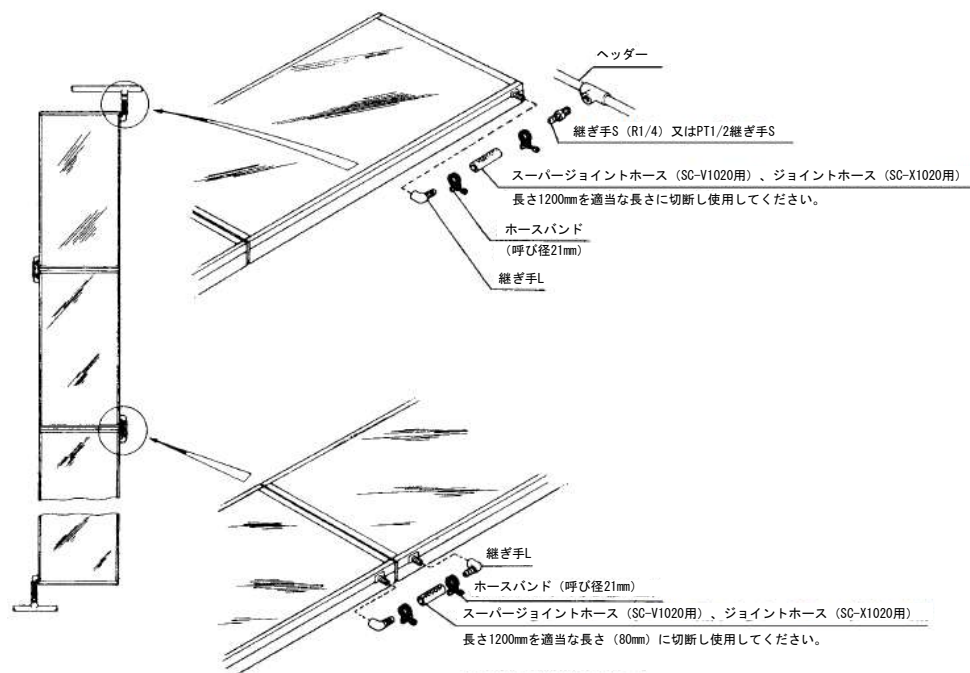 ヘッダー
継ぎ手S（R1/4）又はPT1/2継ぎ手S
スーパージョイントホース（SC-V1020用）、ジョイントホース（SC-X1020用）
長さ1200mmを適当な長さに切断し使用してください。
ホースバンド
（呼び径21mm）
継ぎ手L
継ぎ手L
ホースバンド（呼び径21mm）
スーパージョイントホース（SC-V1020用）、ジョイントホース（SC-X1020用）
長さ1200mmを適当な長さ（80mm）に切断し使用してください。